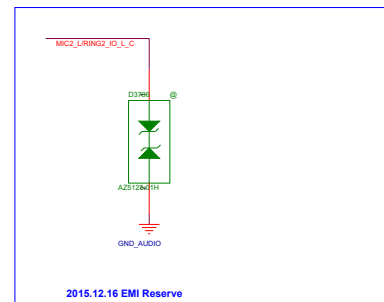 MIC2_L/RING2_IO_L_C
@
GND_AUDIO
2015.12.16 EMI Reserve